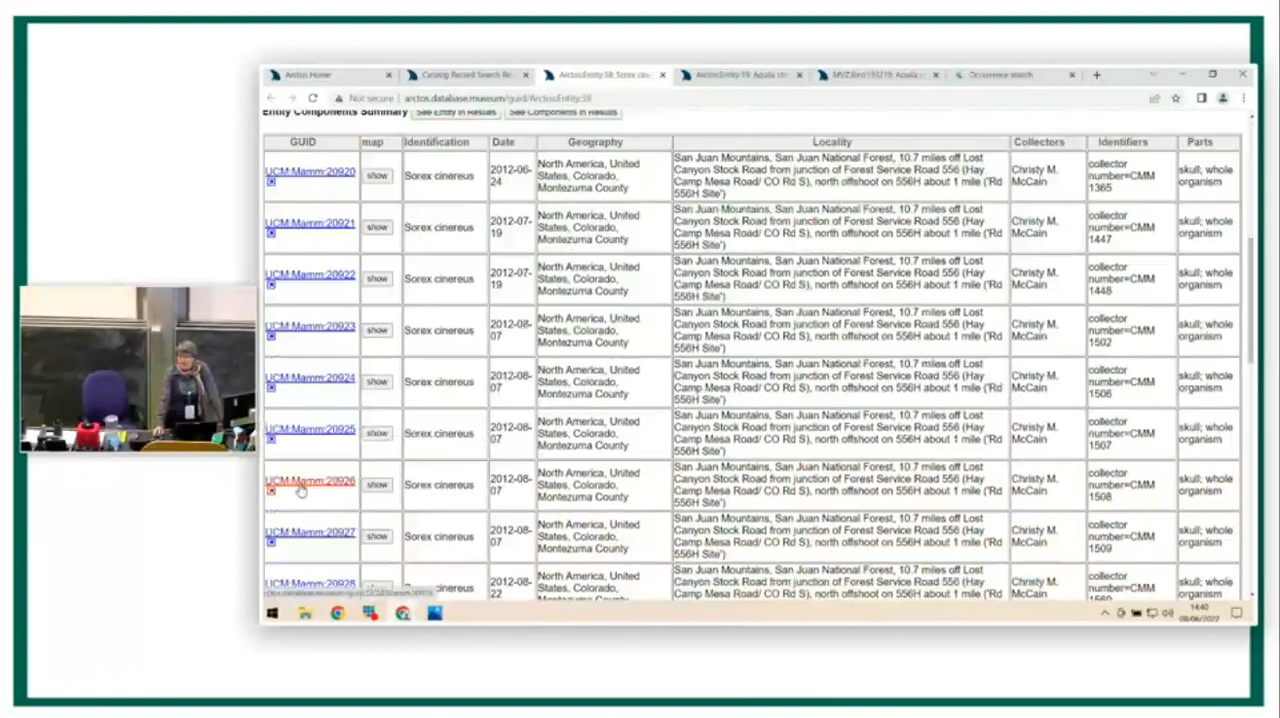 Arctos Home
Catalog Record Search Re
ArctosEntity:38: Sorex cin
ArctosEntity:19: Aquila chr
MVZ:Bird:193219: Aquila c
Occurrence search
Not secure | arctos.database.museum/guid/ArctosEntity:38
Entity Components Summary See Entity in Results See Components in Results
GUID map Identification Date Geography Locality Collectors Identifiers Parts
UCM:Mamm:20920 show Sorex cinereus 2012-06-24 North America, United States, Colorado, Montezuma County San Juan Mountains, San Juan National Forest, 10.7 miles off Lost Canyon Stock Road from junction of Forest Service Road 556 (Hay Camp Mesa Road/ CO Rd S), north offshoot on 556H about 1 mile ('Rd 556H Site') Christy M. McCain collector number=CMM 1365 skull; whole organism
UCM:Mamm:20921 show Sorex cinereus 2012-07-19 North America, United States, Colorado, Montezuma County San Juan Mountains, San Juan National Forest, 10.7 miles off Lost Canyon Stock Road from junction of Forest Service Road 556 (Hay Camp Mesa Road/ CO Rd S), north offshoot on 556H about 1 mile ('Rd 556H Site') Christy M. McCain collector number=CMM 1447 skull; whole organism
UCM:Mamm:20922 show Sorex cinereus 2012-07-19 North America, United States, Colorado, Montezuma County San Juan Mountains, San Juan National Forest, 10.7 miles off Lost Canyon Stock Road from junction of Forest Service Road 556 (Hay Camp Mesa Road/ CO Rd S), north offshoot on 556H about 1 mile ('Rd 556H Site') Christy M. McCain collector number=CMM 1448 skull; whole organism
UCM:Mamm:20923 show Sorex cinereus 2012-08-07 North America, United States, Colorado, Montezuma County San Juan Mountains, San Juan National Forest, 10.7 miles off Lost Canyon Stock Road from junction of Forest Service Road 556 (Hay Camp Mesa Road/ CO Rd S), north offshoot on 556H about 1 mile ('Rd 556H Site') Christy M. McCain collector number=CMM 1502 skull; whole organism
UCM:Mamm:20924 show Sorex cinereus 2012-08-07 North America, United States, Colorado, Montezuma County San Juan Mountains, San Juan National Forest, 10.7 miles off Lost Canyon Stock Road from junction of Forest Service Road 556 (Hay Camp Mesa Road/ CO Rd S), north offshoot on 556H about 1 mile ('Rd 556H Site') Christy M. McCain collector number=CMM 1506 skull; whole organism
UCM:Mamm:20925 show Sorex cinereus 2012-08-07 North America, United States, Colorado, Montezuma County San Juan Mountains, San Juan National Forest, 10.7 miles off Lost Canyon Stock Road from junction of Forest Service Road 556 (Hay Camp Mesa Road/ CO Rd S), north offshoot on 556H about 1 mile ('Rd 556H Site') Christy M. McCain collector number=CMM 1507 skull; whole organism
UCM:Mamm:20926 show Sorex cinereus 2012-08-07 North America, United States, Colorado, Montezuma County San Juan Mountains, San Juan National Forest, 10.7 miles off Lost Canyon Stock Road from junction of Forest Service Road 556 (Hay Camp Mesa Road/ CO Rd S), north offshoot on 556H about 1 mile ('Rd 556H Site') Christy M. McCain collector number=CMM 1508 skull; whole organism
UCM:Mamm:20927 show Sorex cinereus 2012-08-07 North America, United States, Colorado, Montezuma County San Juan Mountains, San Juan National Forest, 10.7 miles off Lost Canyon Stock Road from junction of Forest Service Road 556 (Hay Camp Mesa Road/ CO Rd S), north offshoot on 556H about 1 mile ('Rd 556H Site') Christy M. McCain collector number=CMM 1509 skull; whole organism
UCM:Mamm:20928 Sorex cinereus 2012-08-22 North America, United States, Colorado, San Juan Mountains, San Juan National Forest, 10.7 miles off Lost Canyon Stock Road from junction of Forest Service Road 556 (Hay Camp Mesa Road/ CO Rd S), north offshoot on 556H about 1 mile ('Rd Christy M. McCain collector number=CMM skull; whole organism
14:40
08/06/2022